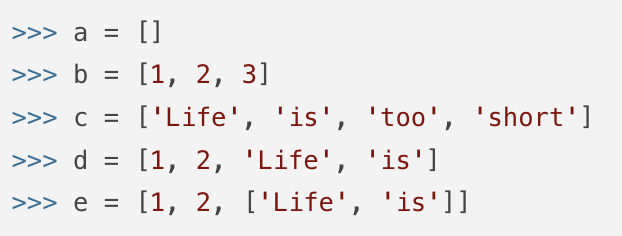 >>> a = []
>>> b = [1, 2, 3]
>>> c = ['Life', 'is', 'too', 'short']
>>> d = [1, 2, 'Life', 'is']
>>> e = [1, 2, ['Life', 'is']]